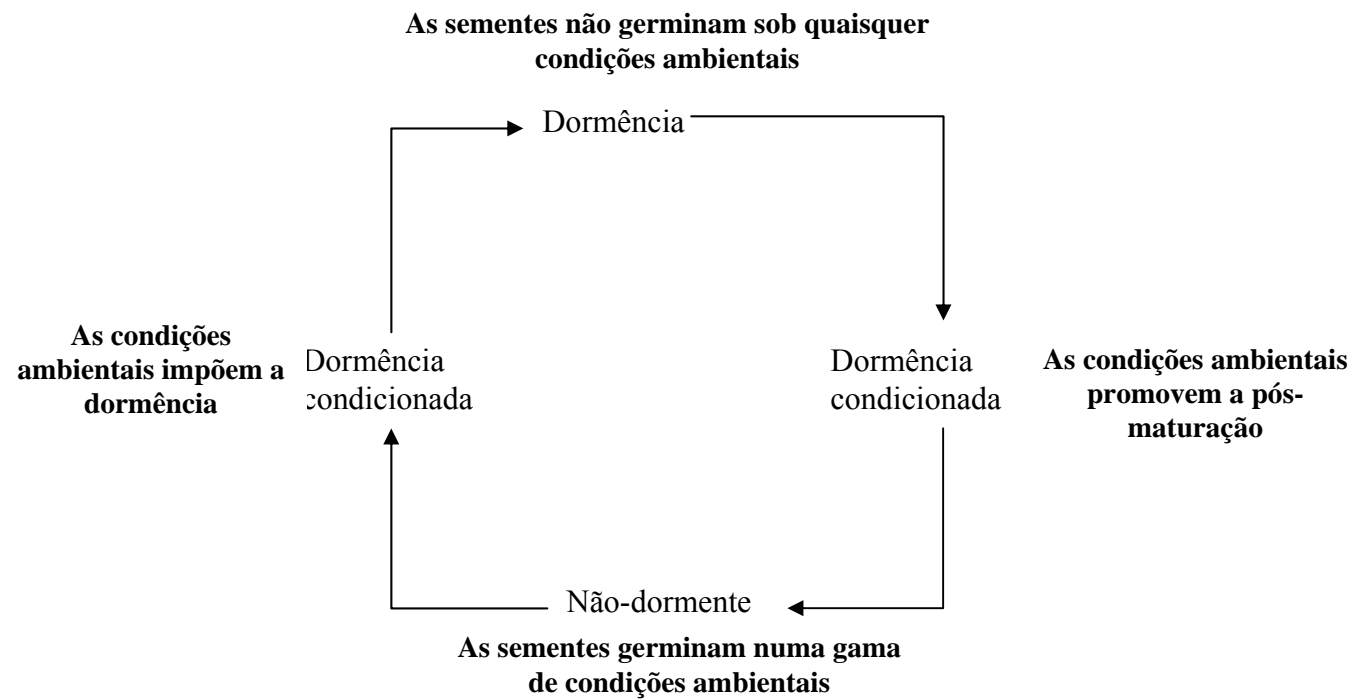 As sementes não germinam sob quaisquer
condições ambientais
Dormência
As condições
ambientais impõem a
dormência
Dormência
condicionada
Dormência
condicionada
As condições ambientais
promovem a pós-
maturação
Não-dormente
As sementes germinam numa gama
de condições ambientais